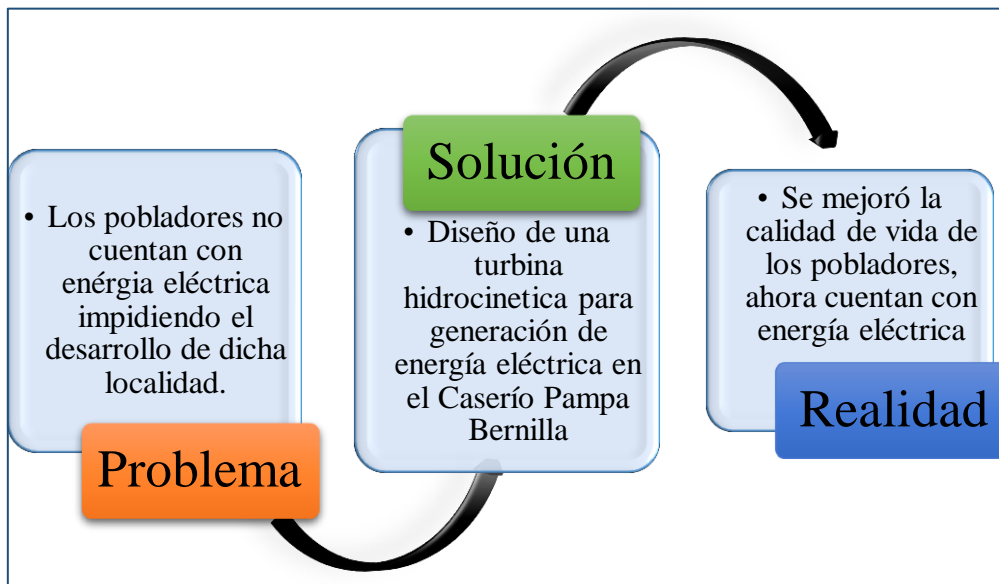 • Los pobladores no
cuentan con
enérgia eléctrica
impidiendo el
desarrollo de dicha
localidad.
Problema
Solución
• Diseño de una
turbina
hidrocinetica para
generación de
energía eléctrica en
el Caserío Pampa
Bernilla
• Se mejoró la
calidad de vida de
los pobladores,
ahora cuentan con
energía eléctrica
Realidad